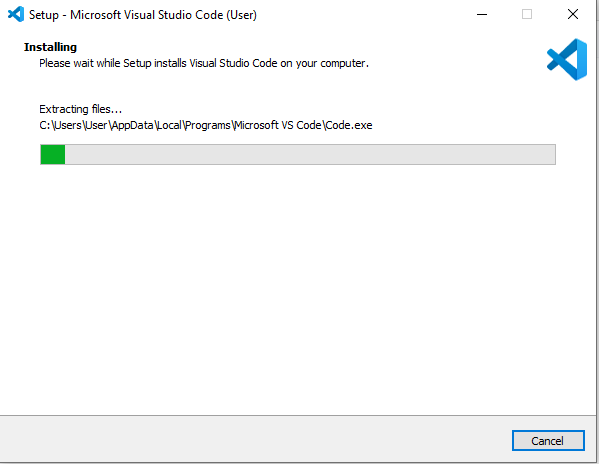 Setup - Microsoft Visual Studio Code (User)
Installing
Please wait while Setup installs Visual Studio Code on your computer.
Extracting files...
C:\Users\User\AppData\Local\Programs\Microsoft VS Code\Code.exe
Cancel